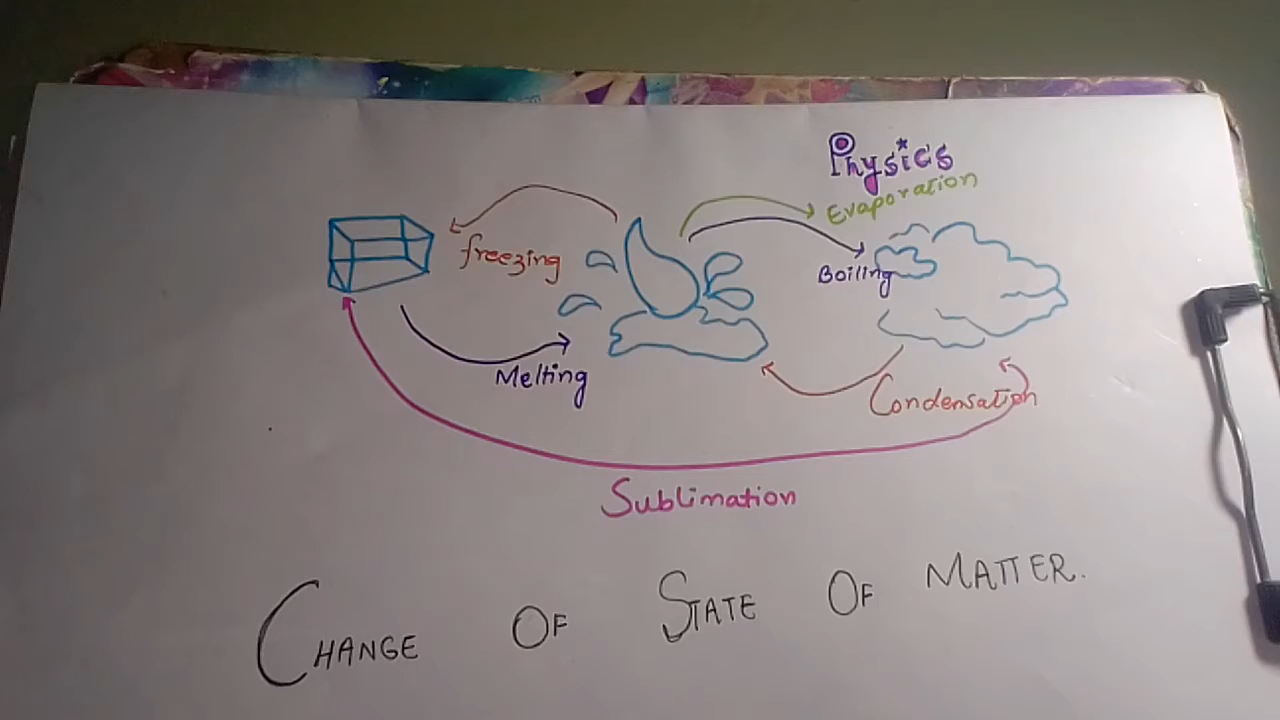 Physics
Evaporation
freezing
Boiling
Melting
Condensation
Sublimation
CHANGE OF STATE OF MATTER.